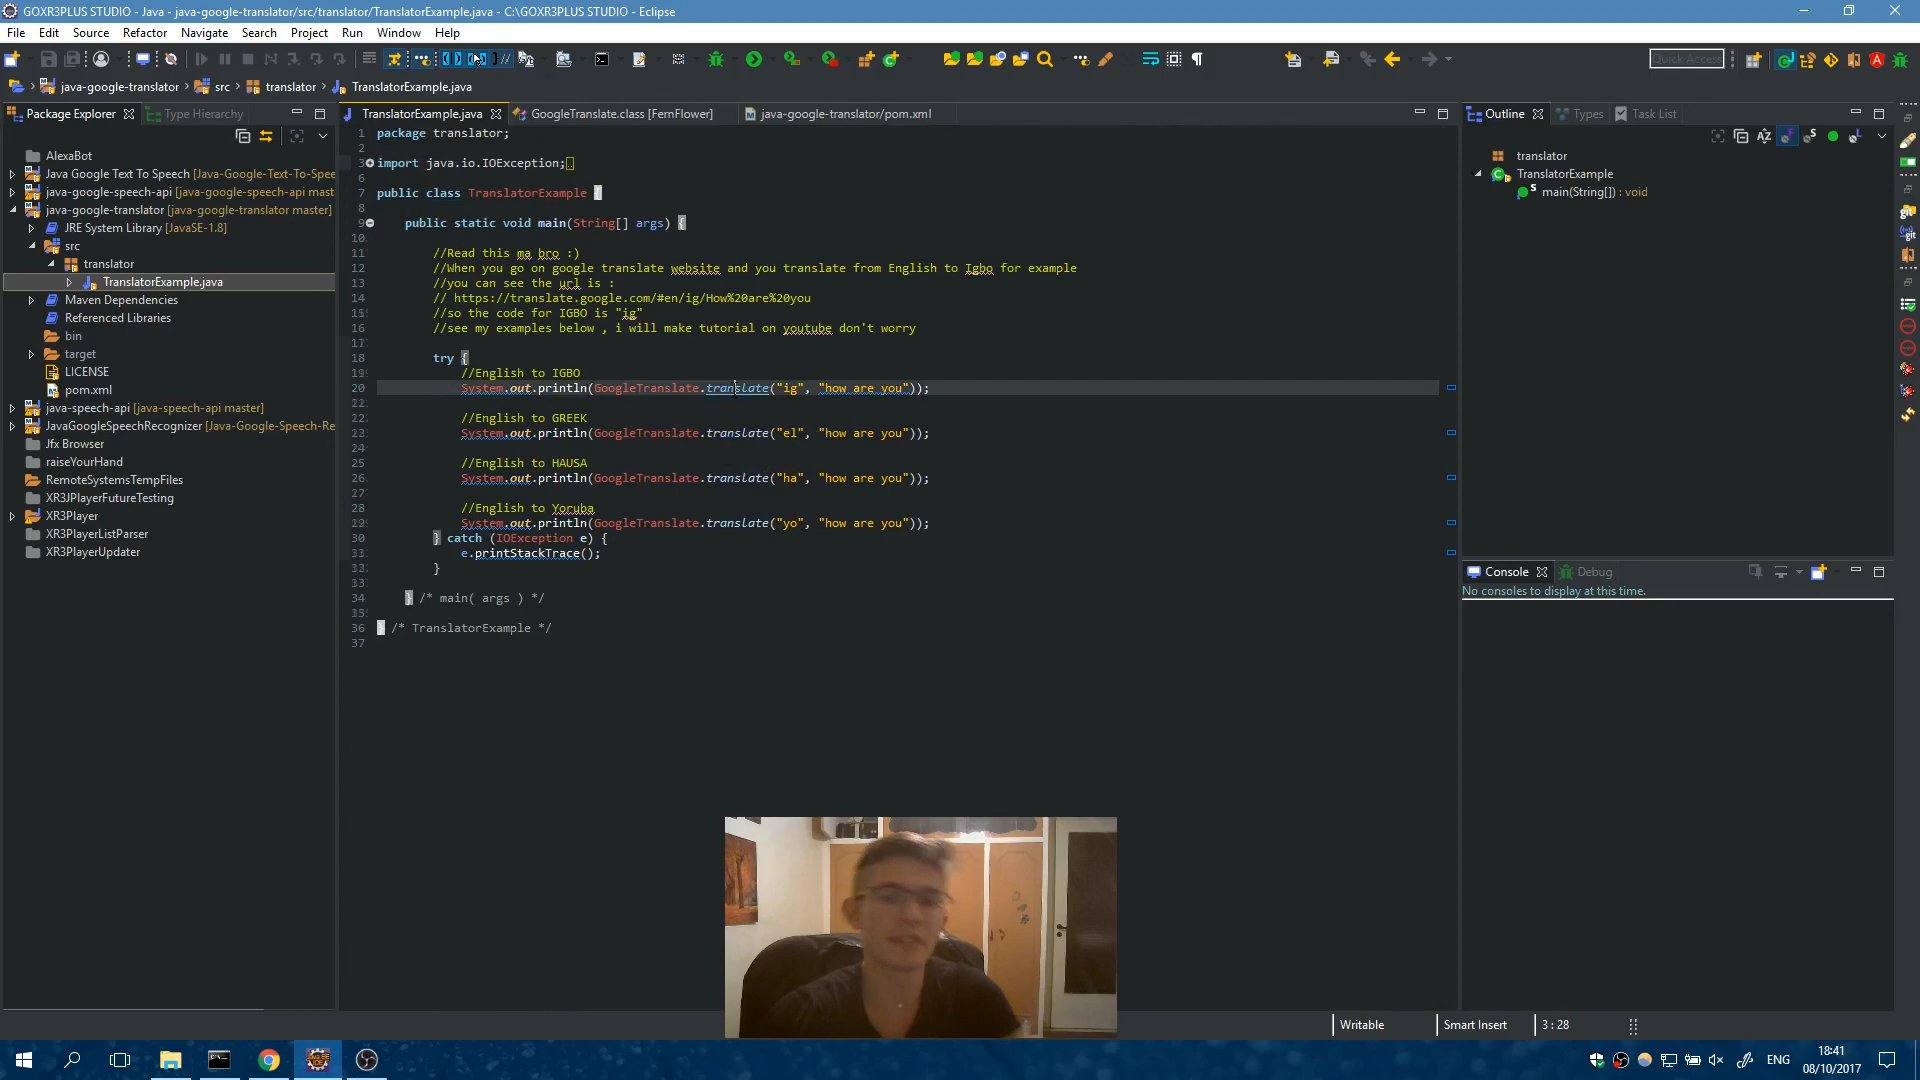 GOXR3PLUS STUDIO - Java - java-google-translator/src/translator/TranslatorExample.java - C:\GOXR3PLUS STUDIO - Eclipse
File Edit Source Refactor Navigate Search Project Run Window Help
Quick Access
java-google-translator src translator TranslatorExample.java
Package Explorer Type Hierarchy
AlexaBot
Java Google Text To Speech [Java-Google-Text-To-Spee
java-google-speech-api [java-google-speech-api mast
java-google-translator [java-google-translator master]
JRE System Library [JavaSE-1.8]
src
translator
TranslatorExample.java
Maven Dependencies
Referenced Libraries
bin
target
LICENSE
pom.xml
java-speech-api [java-speech-api master]
JavaGoogleSpeechRecognizer [Java-Google-Speech-Re
Jfx Browser
raiseYourHand
RemoteSystemsTempFiles
XR3JPlayerFutureTesting
XR3Player
XR3PlayerListParser
XR3PlayerUpdater
TranslatorExample.java GoogleTranslate.class [FernFlower] java-google-translator/pom.xml
1 package translator;
2
3 import java.io.IOException;
6
7 public class TranslatorExample {
8
9 public static void main(String[] args) {
10
11 //Read this ma bro :)
12 //When you go on google translate website and you translate from English to Igbo for example
13 //you can see the url is :
14 // https://translate.google.com/#en/ig/How%20are%20you
15 //so the code for IGBO is "ig"
16 //see my examples below , i will make tutorial on youtube don't worry
17
18 try {
19 //English to IGBO
20 System.out.println(GoogleTranslate.translate("ig", "how are you"));
21
22 //English to GREEK
23 System.out.println(GoogleTranslate.translate("el", "how are you"));
24
25 //English to HAUSA
26 System.out.println(GoogleTranslate.translate("ha", "how are you"));
27
28 //English to Yoruba
29 System.out.println(GoogleTranslate.translate("yo", "how are you"));
30 } catch (IOException e) {
31 e.printStackTrace();
32 }
33
34 } /* main( args ) */
35
36 } /* TranslatorExample */
37
Outline Types Task List
translator
TranslatorExample
main(String[]) : void
Console Debug
No consoles to display at this time.
Writable Smart Insert 3 : 28
ENG 18:41
08/10/2017